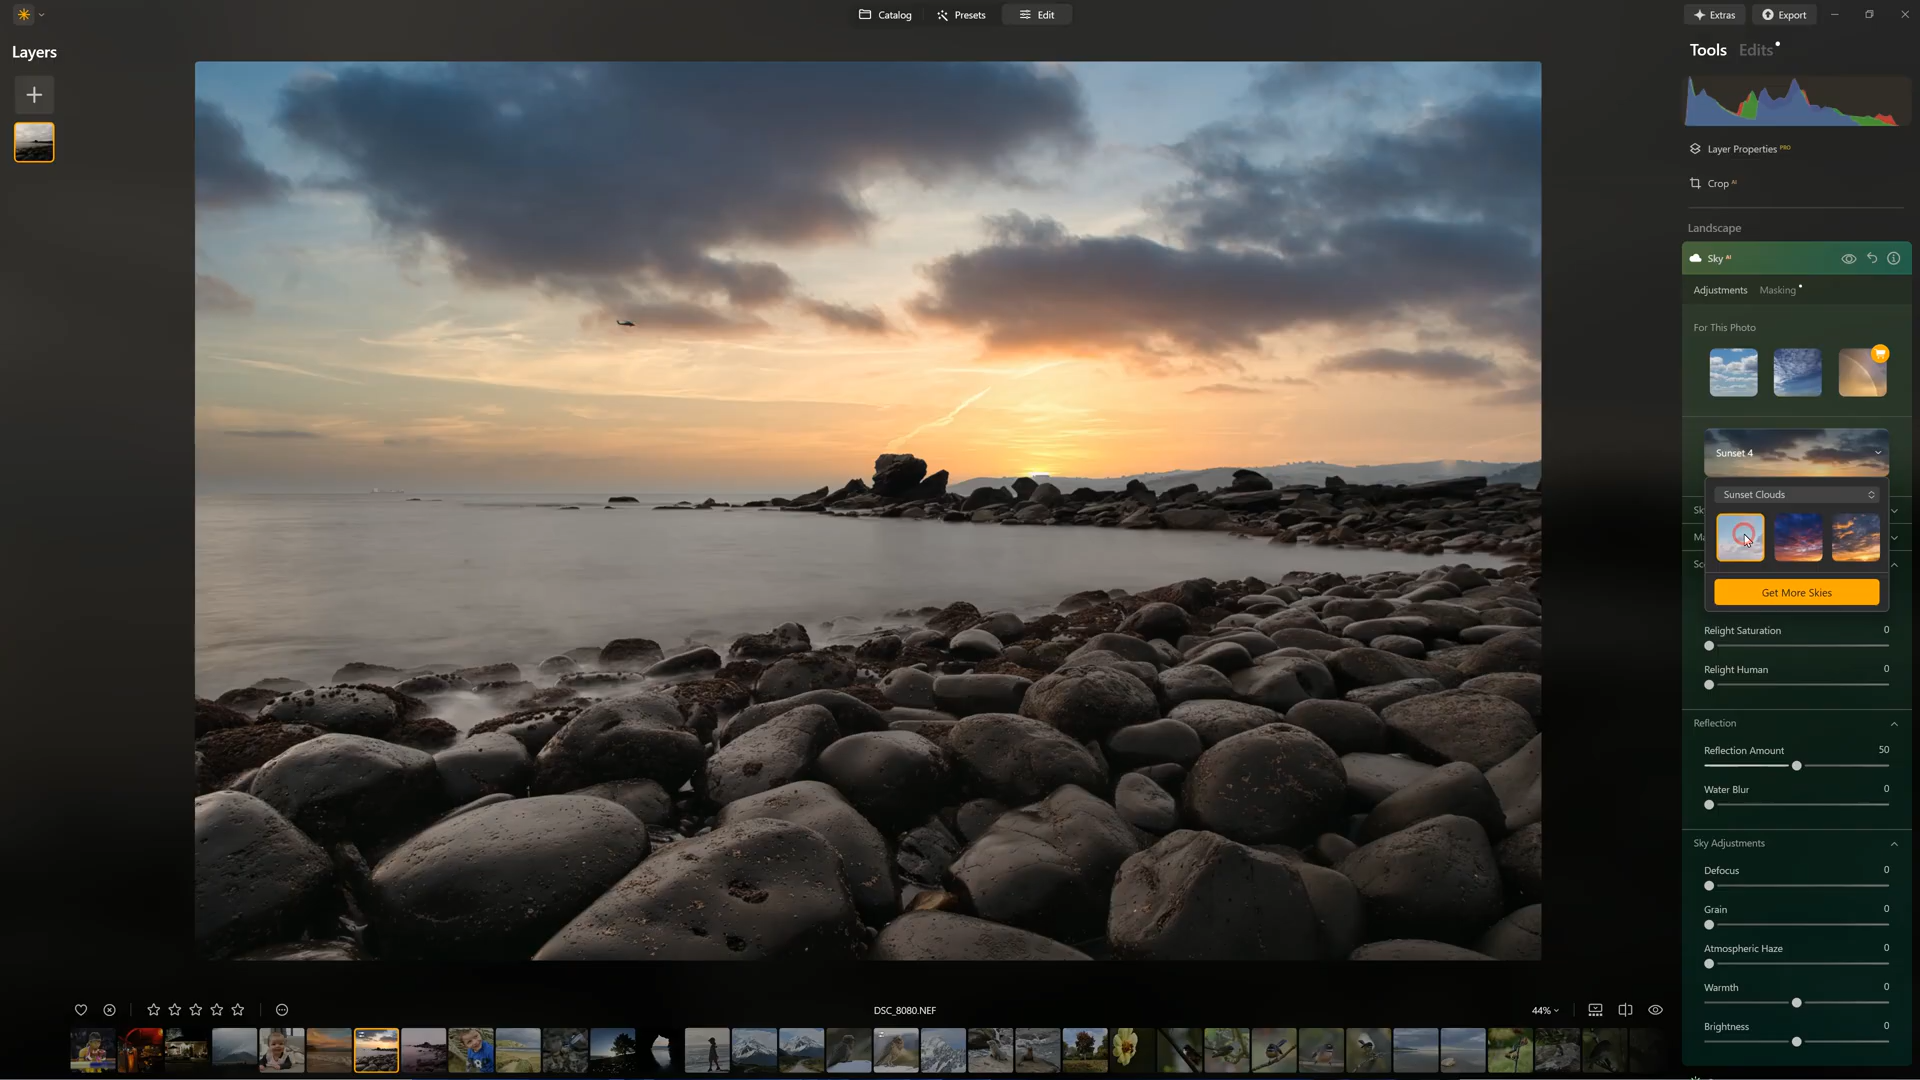 Catalog
Presets
Edit
Extras
Export
Layers
Tools
Edits
Layer Properties PRO
Crop AI
Landscape
Sky AI
Adjustments
Masking
For This Photo
Sunset 4
Sunset Clouds
Get More Skies
Relight Saturation 0
Relight Human 0
Reflection
Reflection Amount 50
Water Blur 0
Sky Adjustments
Defocus 0
Grain 0
Atmospheric Haze 0
Warmth 0
Brightness 0
DSC_8080.NEF
44%